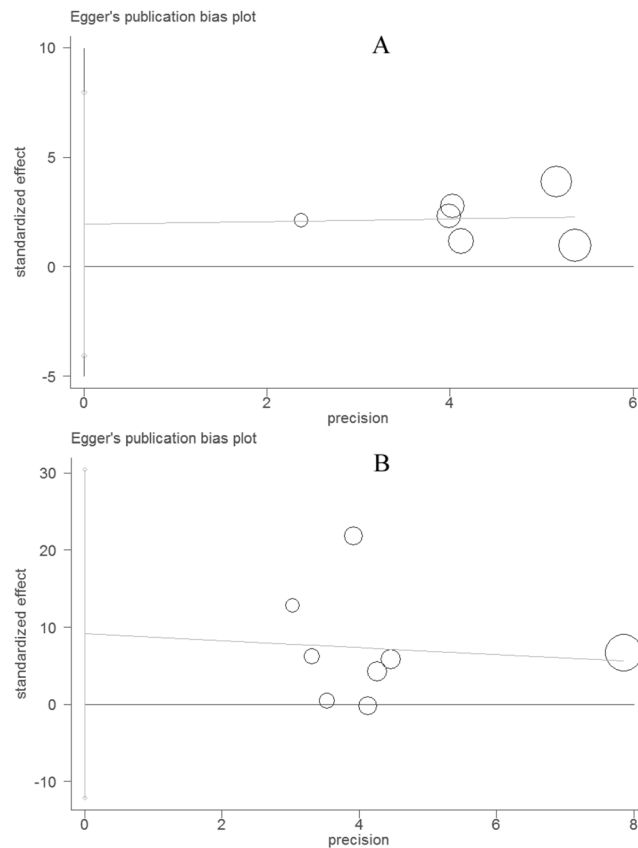 Egger's publication bias plot
A
10
5
0
-5
standardized effect
0 2 4 6
precision
Egger's publication bias plot
B
30
20
10
0
-10
standardized effect
0 2 4 6 8
precision